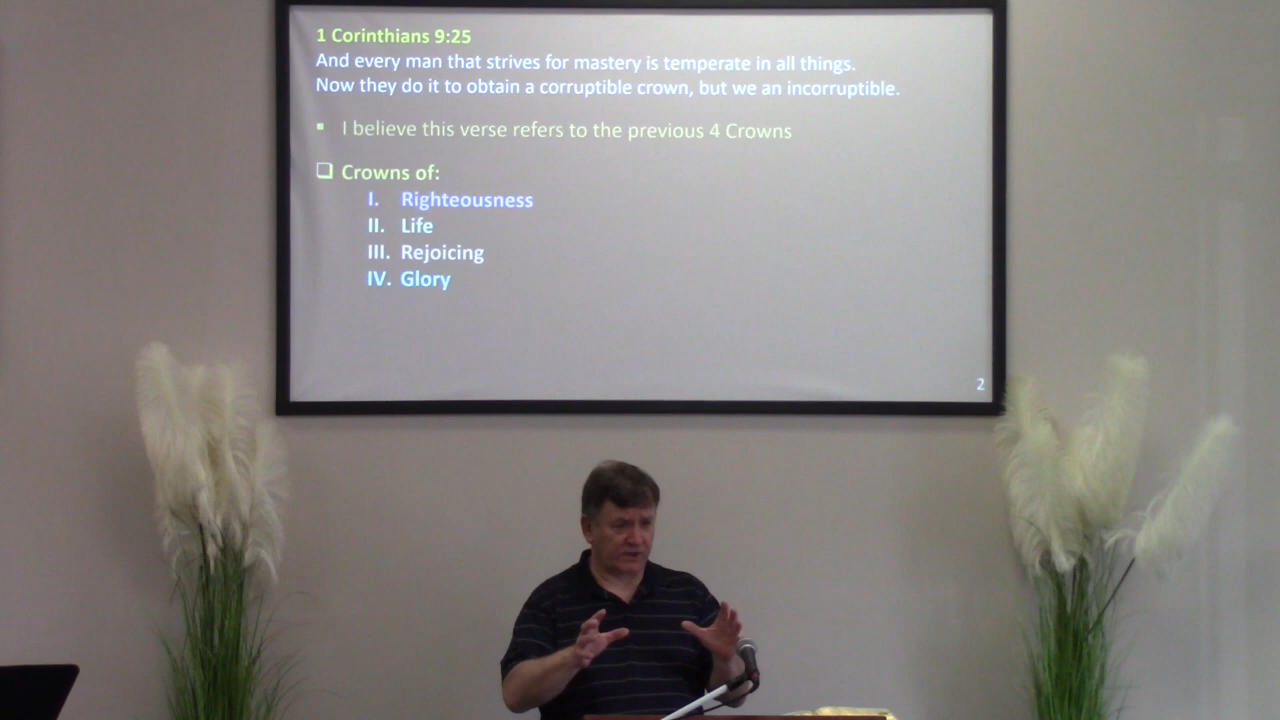 1 Corinthians 9:25
And every man that strives for mastery is temperate in all things.
Now they do it to obtain a corruptible crown, but we an incorruptible.
▪ I believe this verse refers to the previous 4 Crowns
❑ Crowns of:
I. Righteousness
II. Life
III. Rejoicing
IV. Glory
2